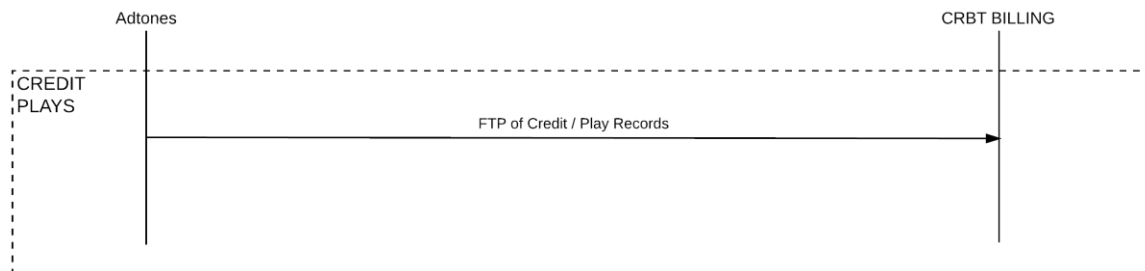 Adtones
CRBT BILLING
CREDIT
PLAYS
FTP of Credit / Play Records